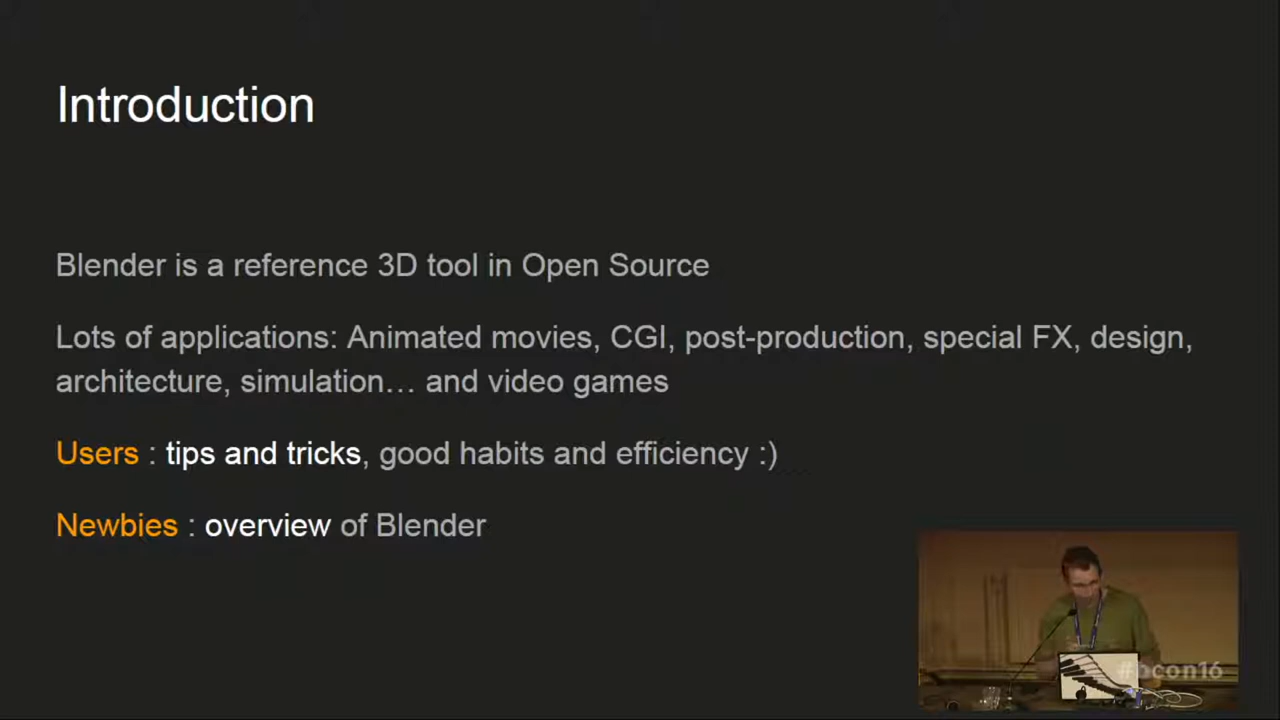 Introduction
Blender is a reference 3D tool in Open Source
Lots of applications: Animated movies, CGI, post-production, special FX, design,
architecture, simulation… and video games
Users : tips and tricks, good habits and efficiency :)
Newbies : overview of Blender
#bcon16